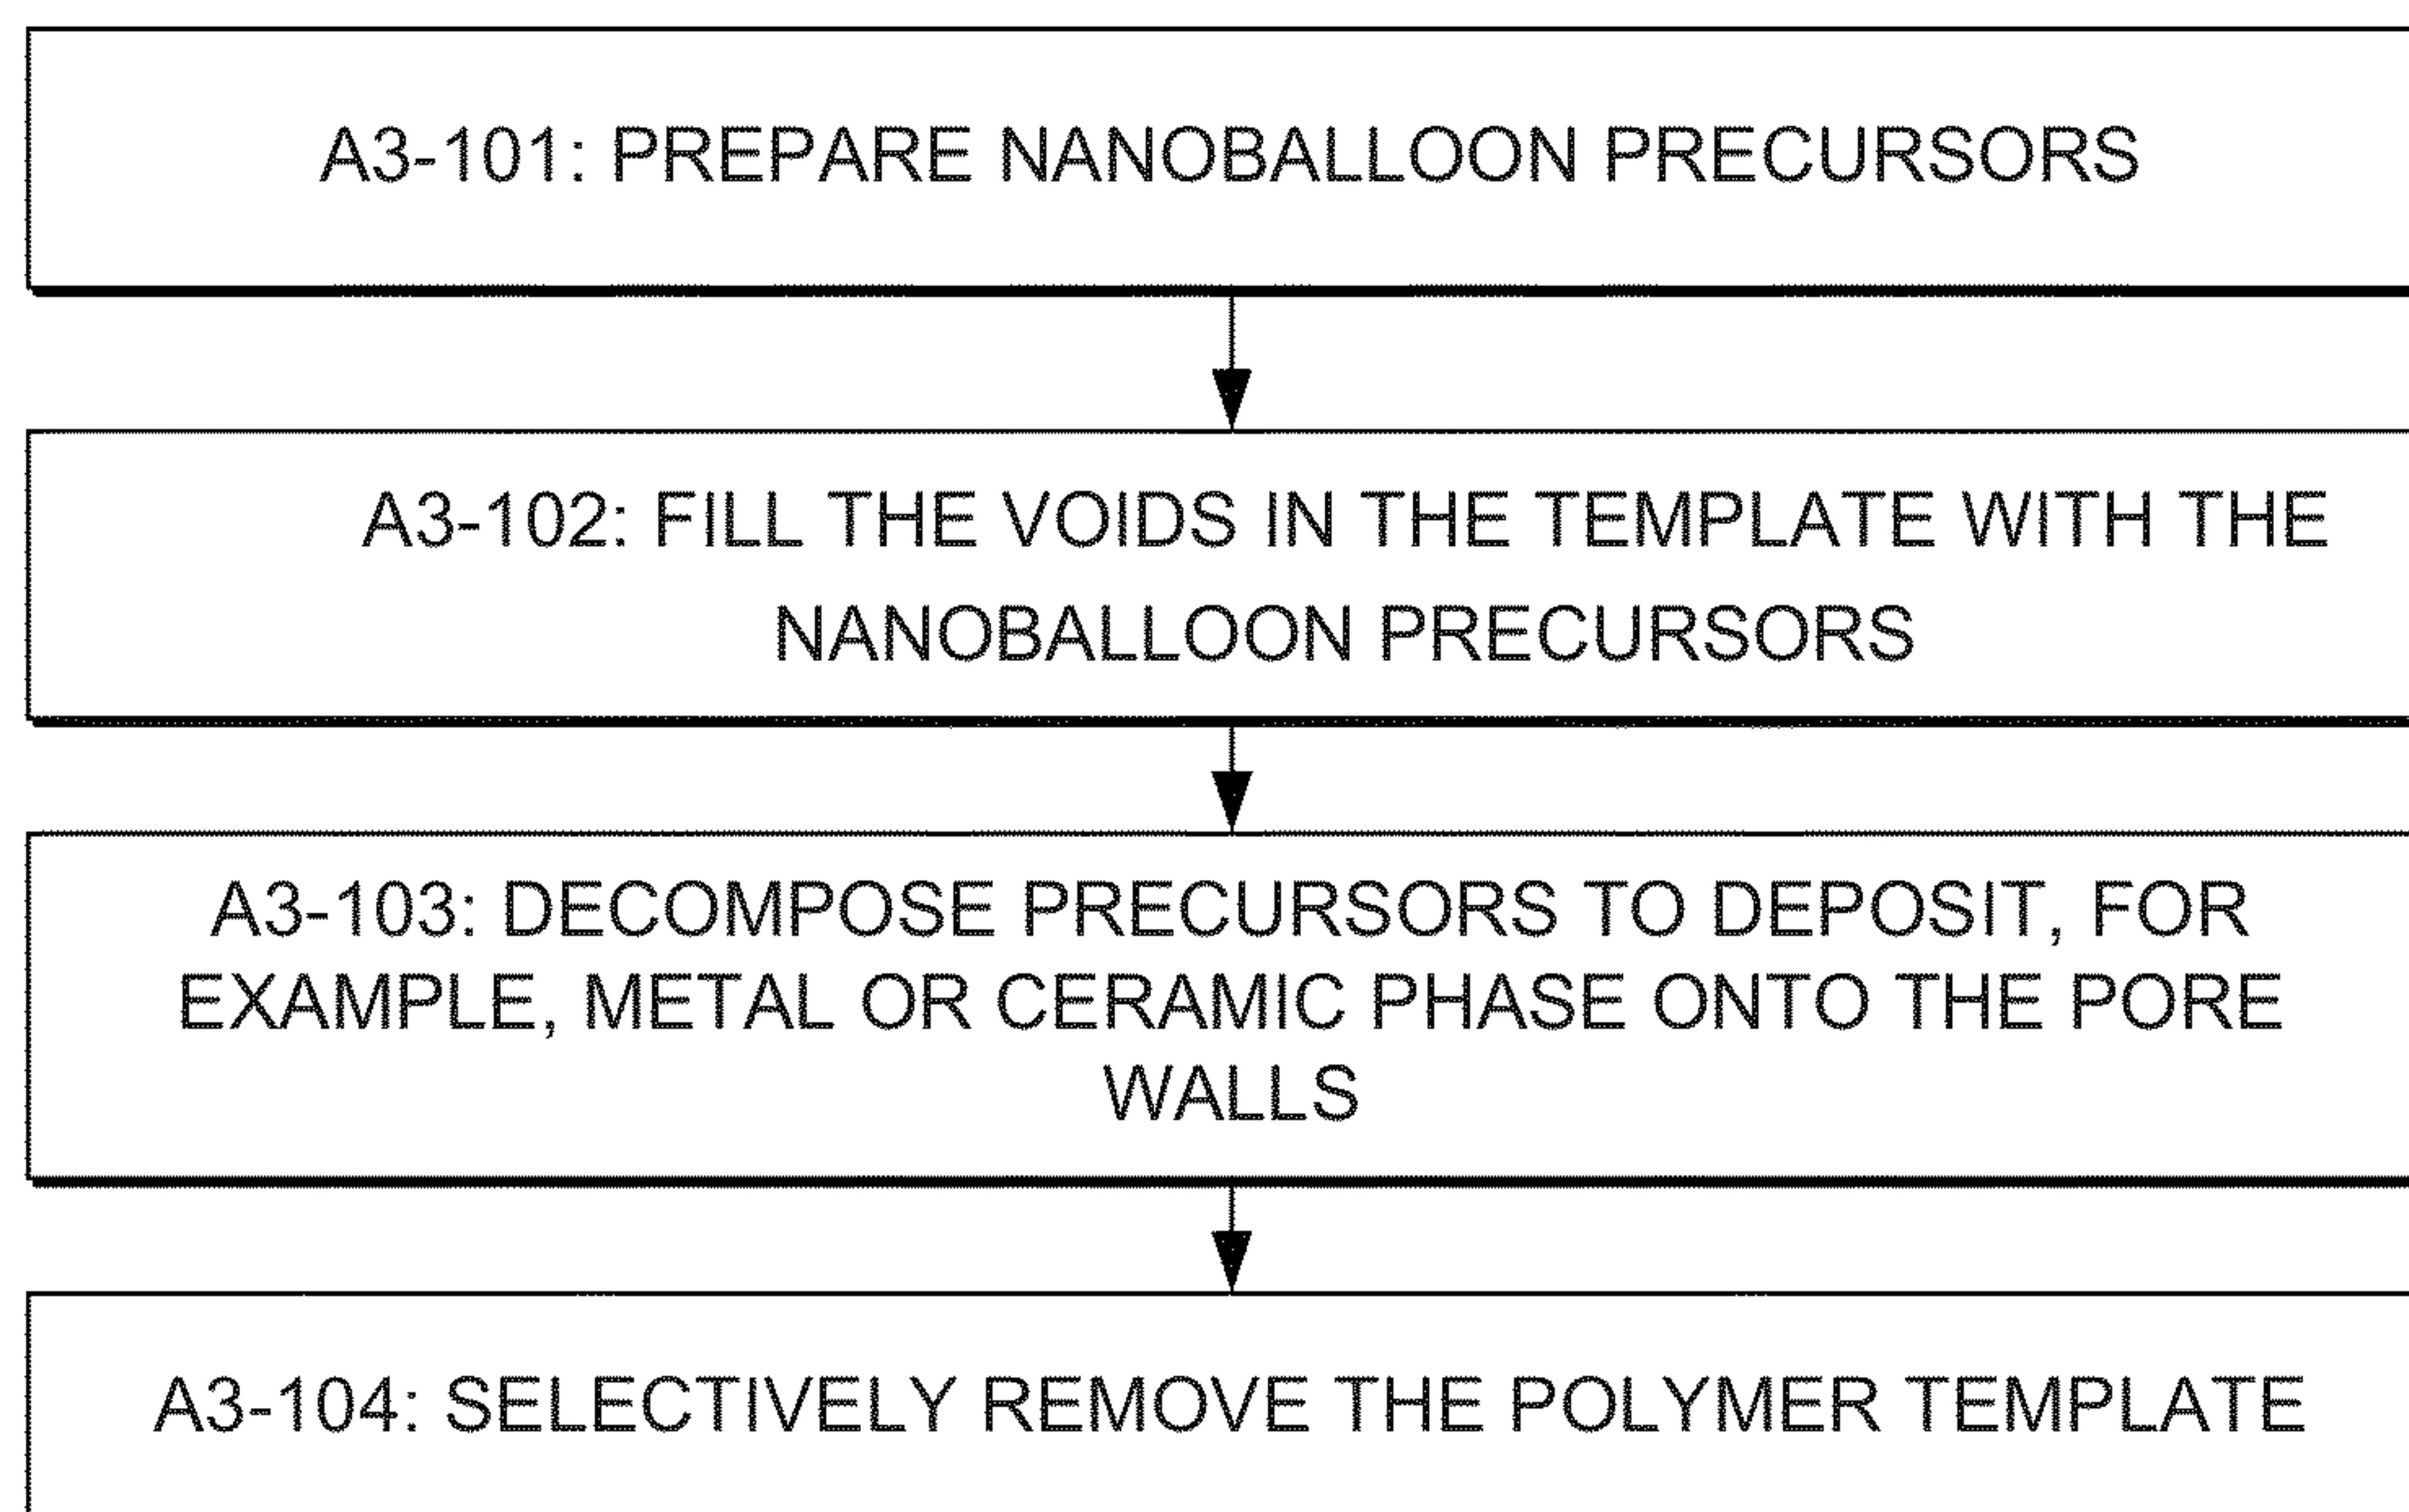 A3-101: PREPARE NANOBALLOON PRECURSORS
A3-102: FILL THE VOIDS IN THE TEMPLATE WITH THE
NANOBALLOON PRECURSORS
A3-103: DECOMPOSE PRECURSORS TO DEPOSIT, FOR
EXAMPLE, METAL OR CERAMIC PHASE ONTO THE PORE
WALLS
A3-104: SELECTIVELY REMOVE THE POLYMER TEMPLATE